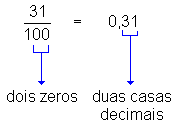 31
100
= 0,31
dois zeros
duas casas
decimais